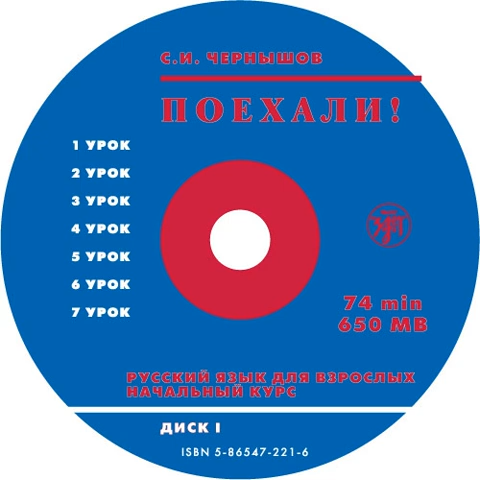 С.И. ЧЕРНЫШОВ
ПОЕХАЛИ!
1 УРОК
2 УРОК
3 УРОК
4 УРОК
5 УРОК
6 УРОК
7 УРОК
74 min
650 MB
РУССКИЙ ЯЗЫК ДЛЯ ВЗРОСЛЫХ
НАЧАЛЬНЫЙ КУРС
ДИСК I
ISBN 5-86547-221-6